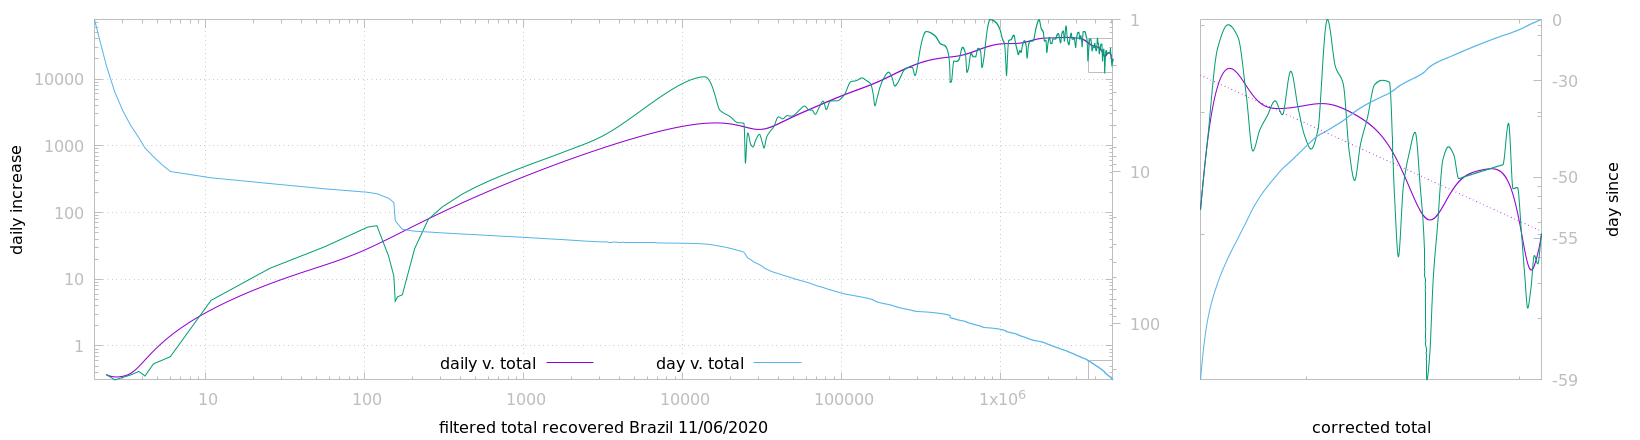 daily increase
10000
1000
100
10
1
10
100
1000
10000
100000
1x10⁶
1
10
100
daily v. total
day v. total
filtered total recovered Brazil 11/06/2020
0
-30
-50
-55
-59
day since
corrected total